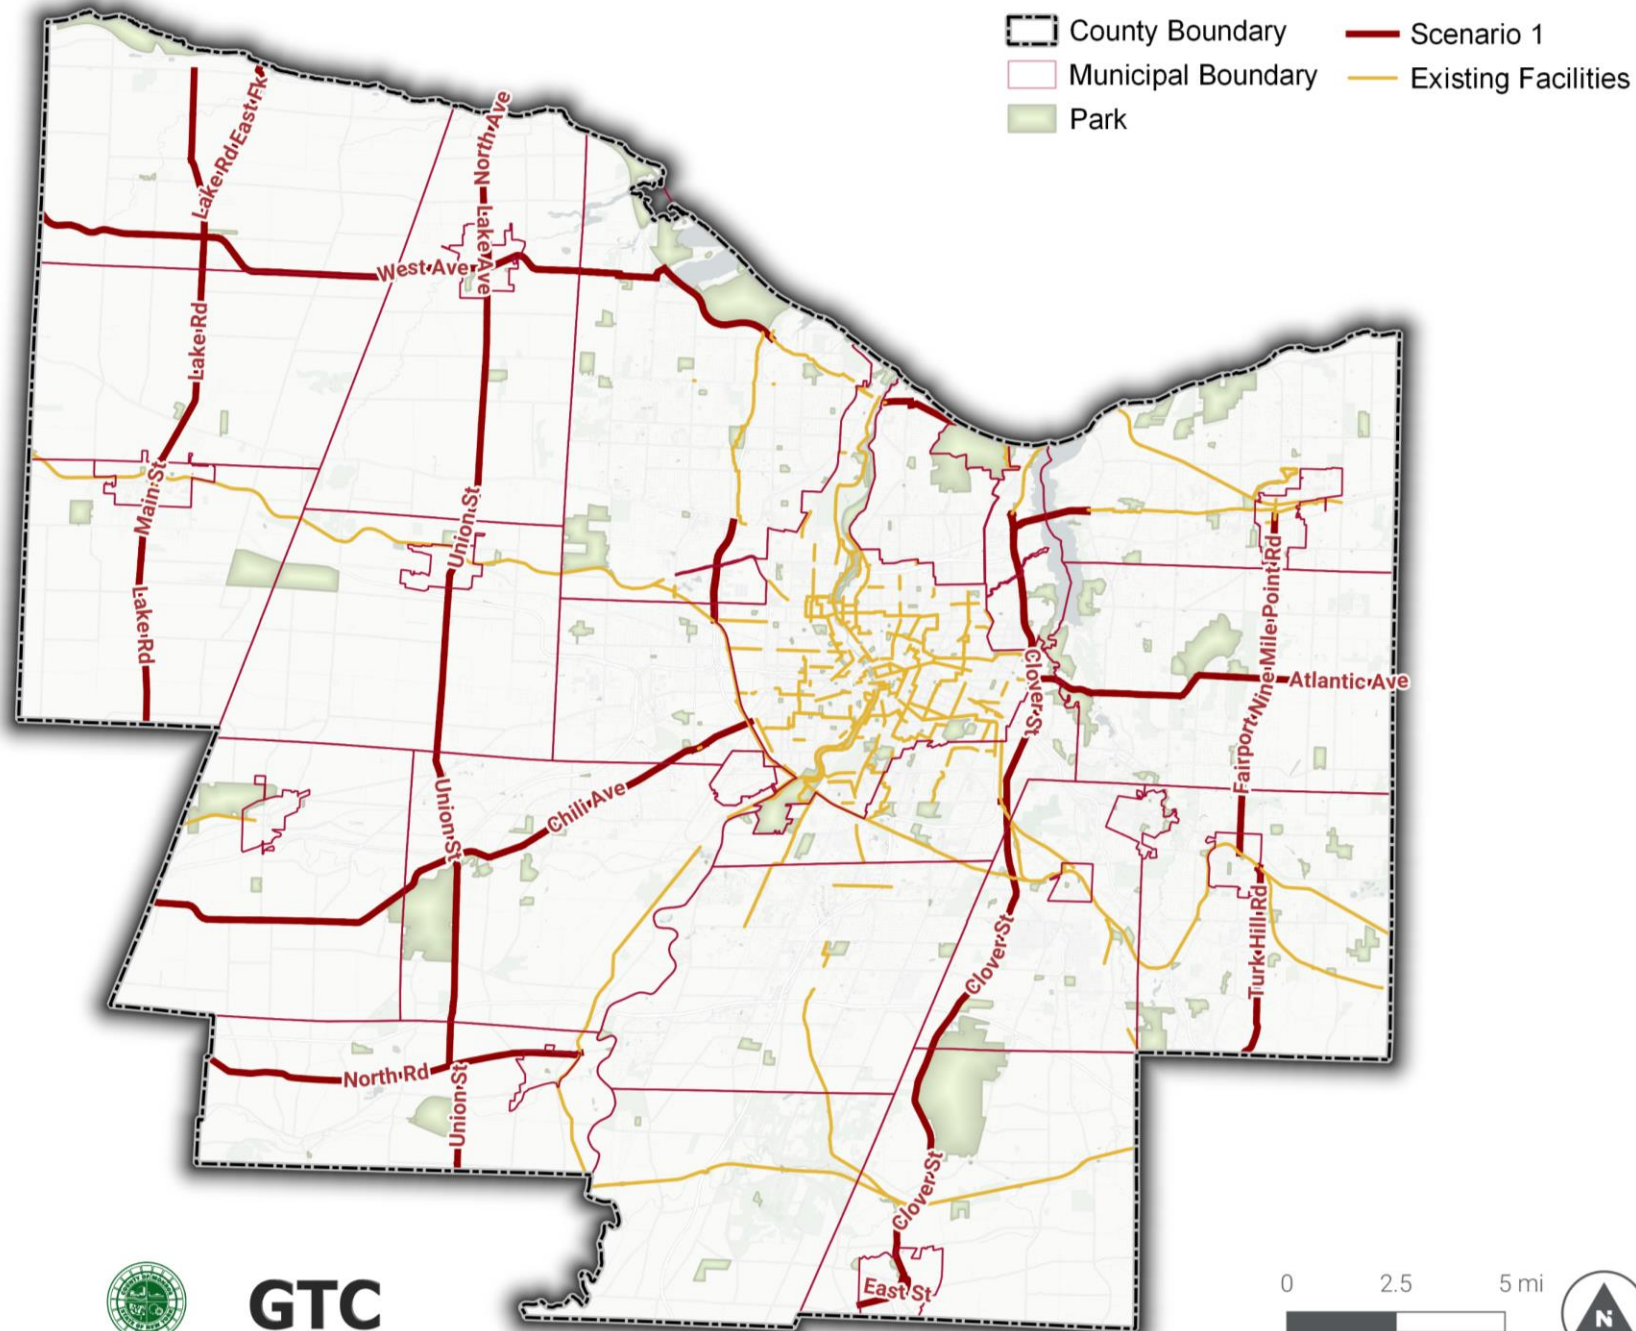 County Boundary
Scenario 1
Municipal Boundary
Existing Facilities
Park
North Ave
Lake Rd East Fk
Lake Ave
West Ave
Lake Rd
Main St
Union St
Lake Rd
Fairport Nine Mile Point Rd
Clover St
Atlantic Ave
Union St
Chili Ave
Turk Hill Rd
Clover St
North Rd
Union St
Clover St
East St
GTC
0 2.5 5 mi
N